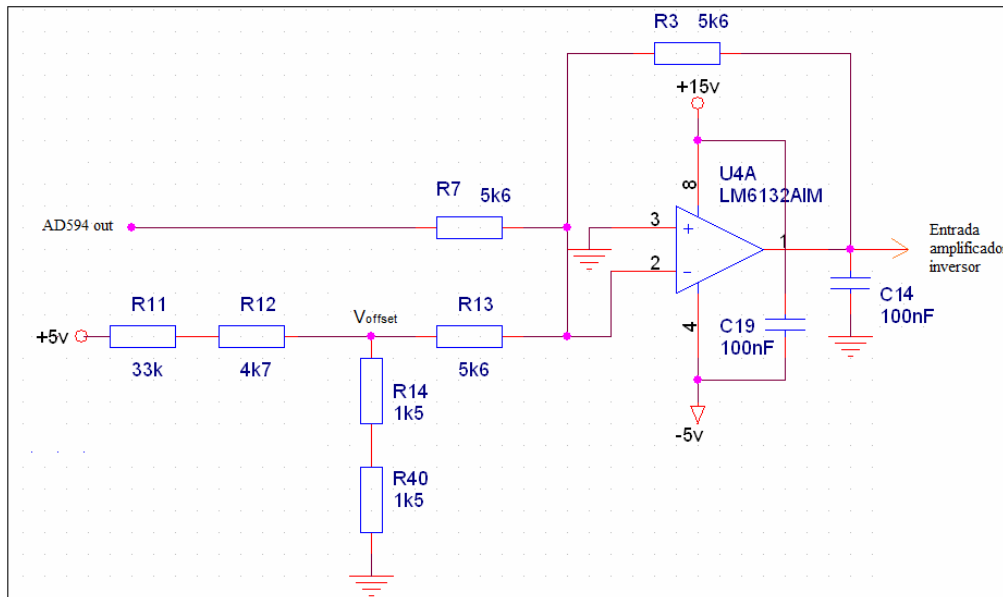 R3 5k6
+15v
U4A
LM6132AIM
8
R7 5k6
AD594 out
3
+
2
-
1
4
Entrada
amplificador
inversor
C14
100nF
C19
100nF
-5v
+5v
R11
33k
R12
4k7
Voffset
R13
5k6
R14
1k5
R40
1k5